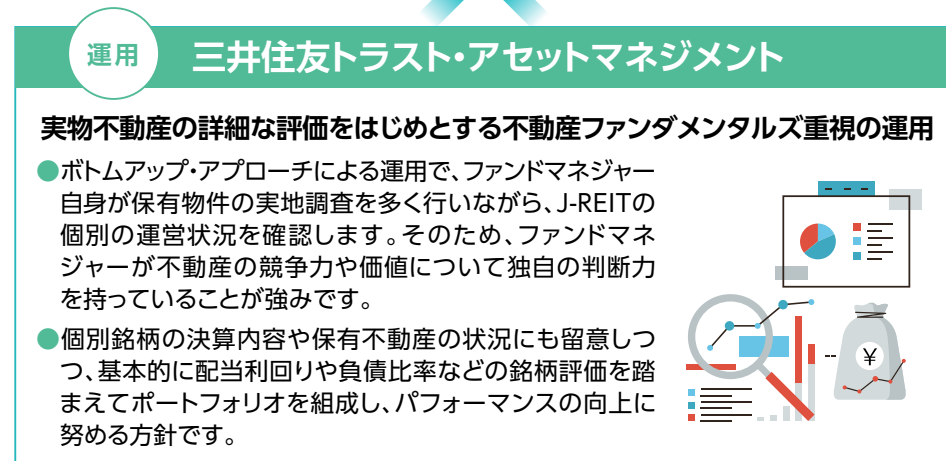 運用
三井住友トラスト・アセットマネジメント
実物不動産の詳細な評価をはじめとする不動産ファンダメンタルズ重視の運用
●ボトムアップ・アプローチによる運用で、ファンドマネジャー
自身が保有物件の実地調査を多く行いながら、J-REITの
個別の運営状況を確認します。そのため、ファンドマネ
ジャーが不動産の競争力や価値について独自の判断力
を持っていることが強みです。
●個別銘柄の決算内容や保有不動産の状況にも留意しつ
つ、基本的に配当利回りや負債比率などの銘柄評価を踏
まえてポートフォリオを組成し、パフォーマンスの向上に
努める方針です。
¥